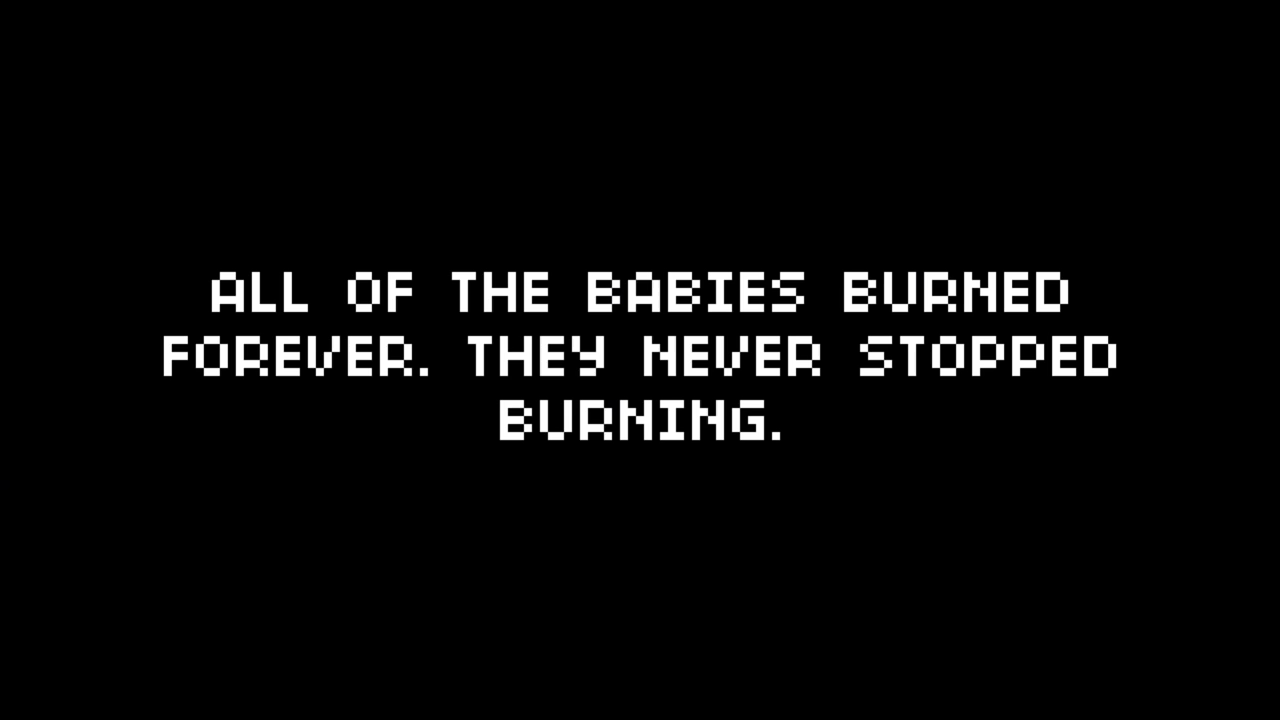 ALL OF THE BABIES BURNED
FOREVER. THEY NEVER STOPPED
BURNING.